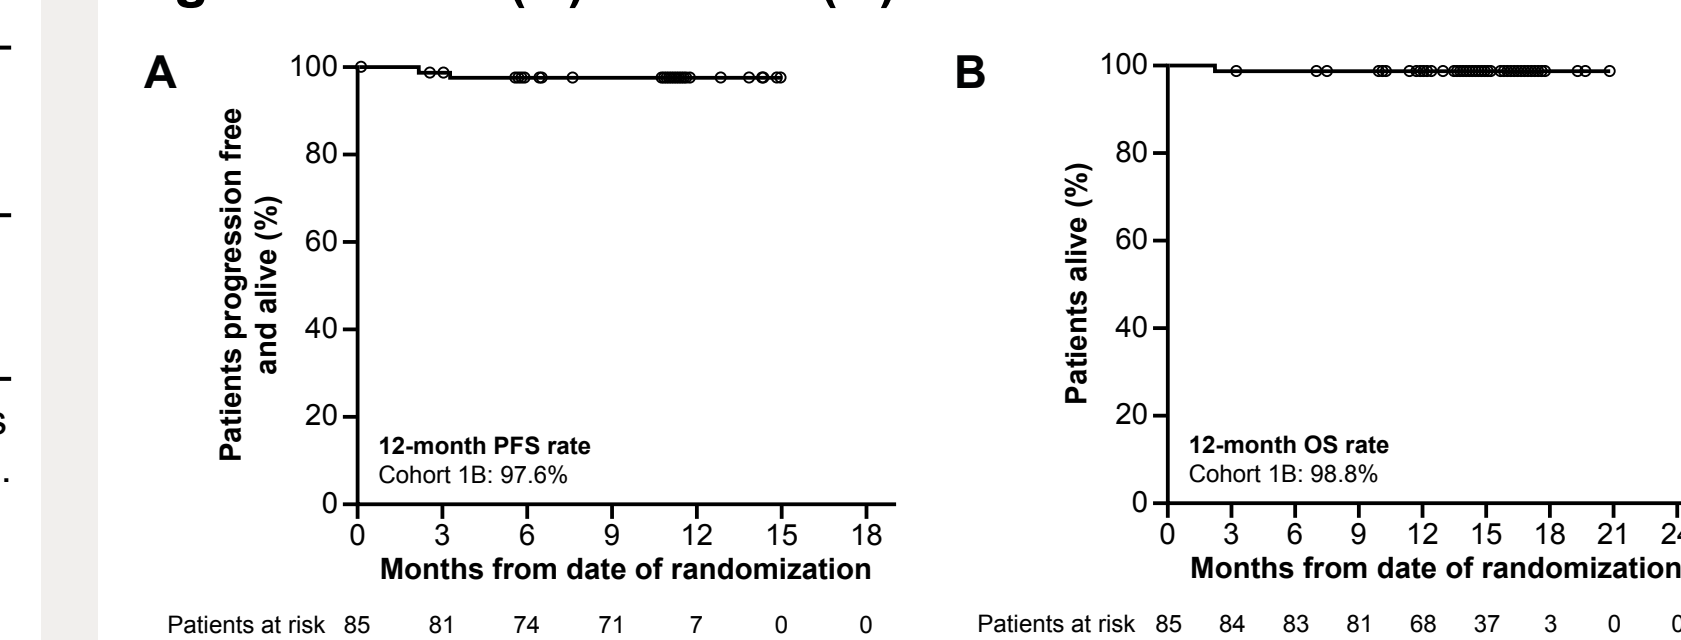 A
Patients progression free
and alive (%)
100
80
60
40
20
0
12-month PFS rate
Cohort 1B: 97.6%
0 3 6 9 12 15 18
Months from date of randomization
Patients at risk 85 81 74 71 7 0 0
B
Patients alive (%)
100
80
60
40
20
0
12-month OS rate
Cohort 1B: 98.8%
0 3 6 9 12 15 18 21
Months from date of randomization
Patients at risk 85 84 83 81 68 37 3 0